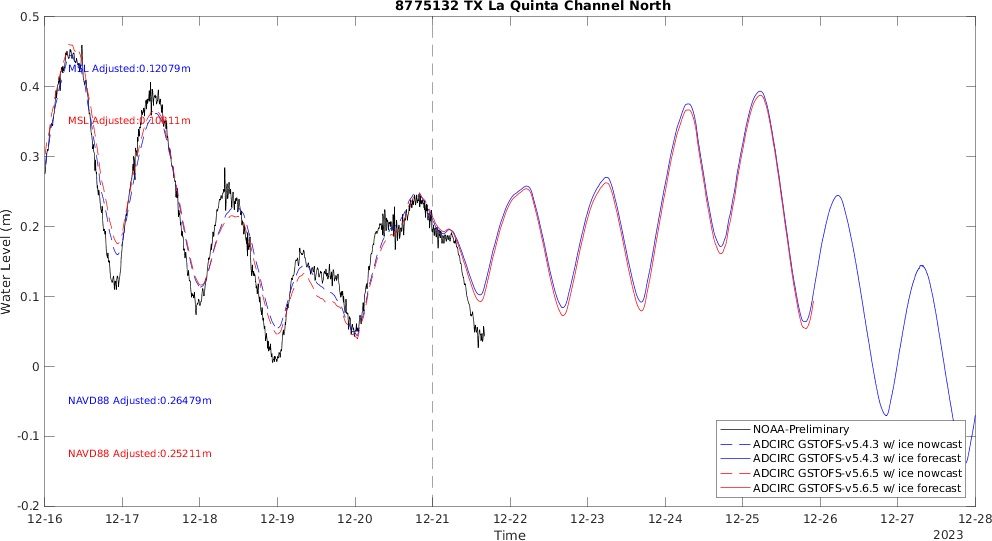 8775132 TX La Quinta Channel North
0.5
0.4
0.3
0.2
0.1
0
-0.1
-0.2
Water Level (m)
MSL Adjusted:0.12079m
MSL
NAVD88 Adjusted:0.26479m
NAVD88 Adjusted:0.25211m
NOAA-Preliminary
ADCIRC GSTOFS-v5.4.3 w/ ice nowcast
ADCIRC GSTOFS-v5.4.3 w/ ice forecast
ADCIRC GSTOFS-v5.6.5 w/ ice nowcast
ADCIRC GSTOFS-v5.6.5 w/ ice forecast
12-16 12-17 12-18 12-19 12-20 12-21 12-22 12-23 12-24 12-25 12-26 12-27 12-28
Time
2023